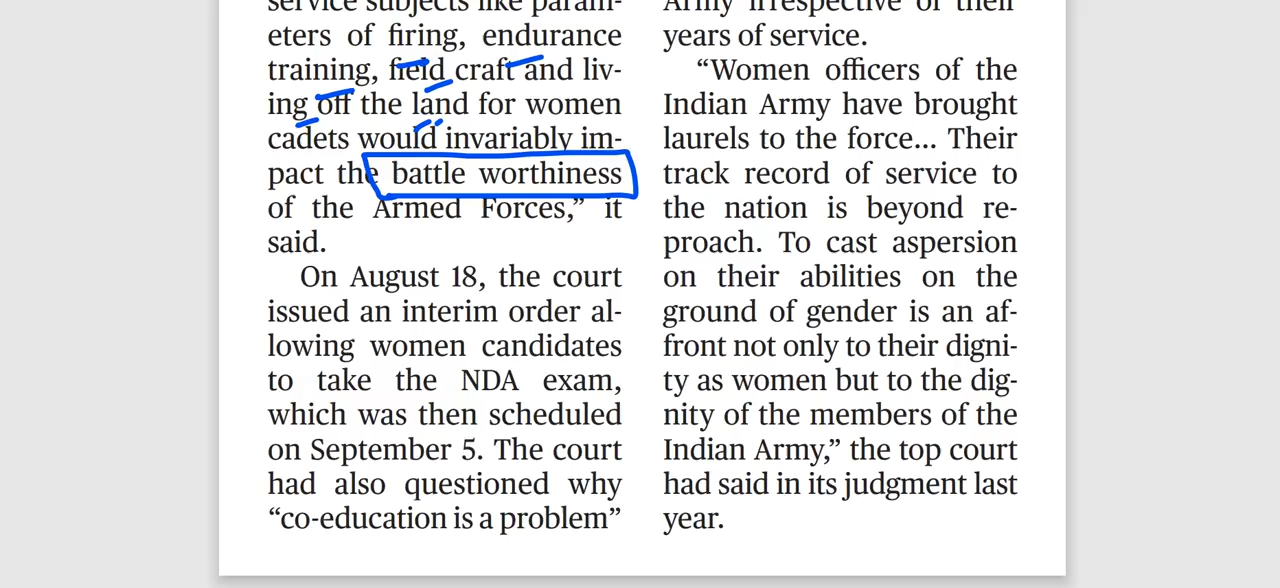 service subjects like param-
eters of firing, endurance
training, field craft and liv-
ing off the land for women
cadets would invariably im-
pact the battle worthiness
of the Armed Forces,” it
said.
On August 18, the court
issued an interim order al-
lowing women candidates
to take the NDA exam,
which was then scheduled
on September 5. The court
had also questioned why
“co-education is a problem”
Army irrespective of their
years of service.
“Women officers of the
Indian Army have brought
laurels to the force... Their
track record of service to
the nation is beyond re-
proach. To cast aspersion
on their abilities on the
ground of gender is an af-
front not only to their digni-
ty as women but to the dig-
nity of the members of the
Indian Army,” the top court
had said in its judgment last
year.